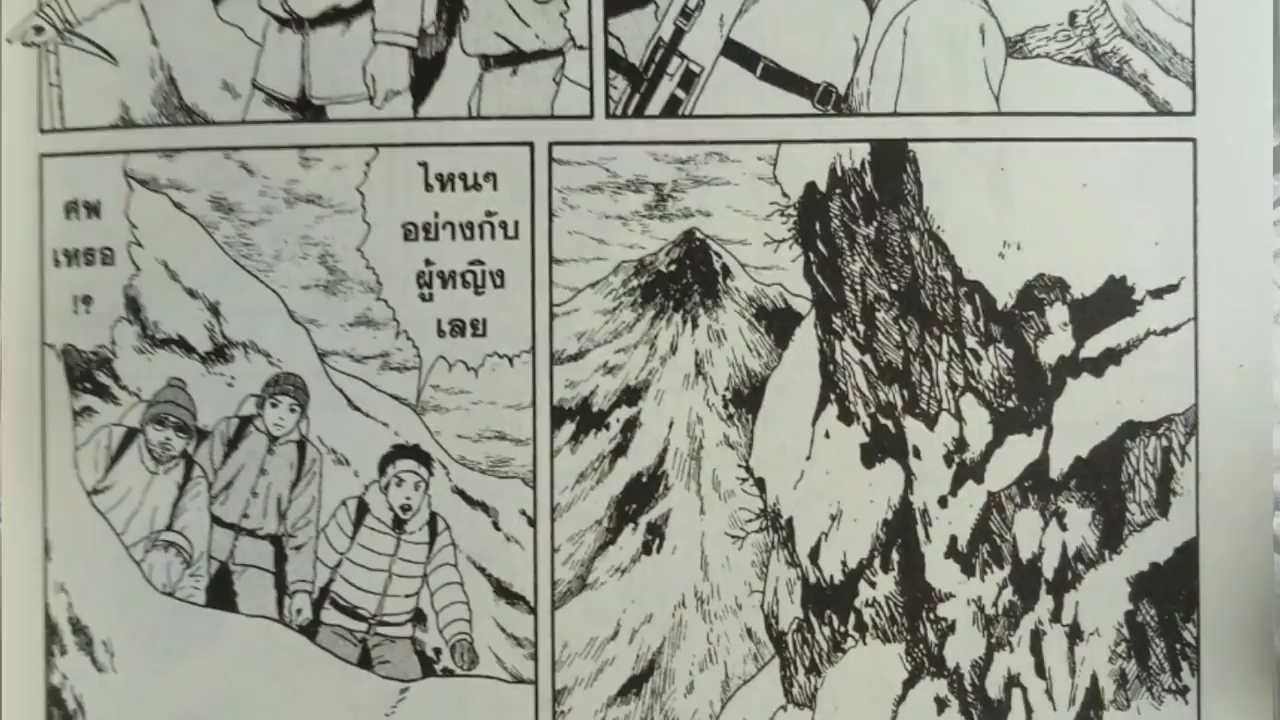 ไหนๆ
อย่างกับ
ผู้หญิง
เลย
ศพ
เหรอ
!?